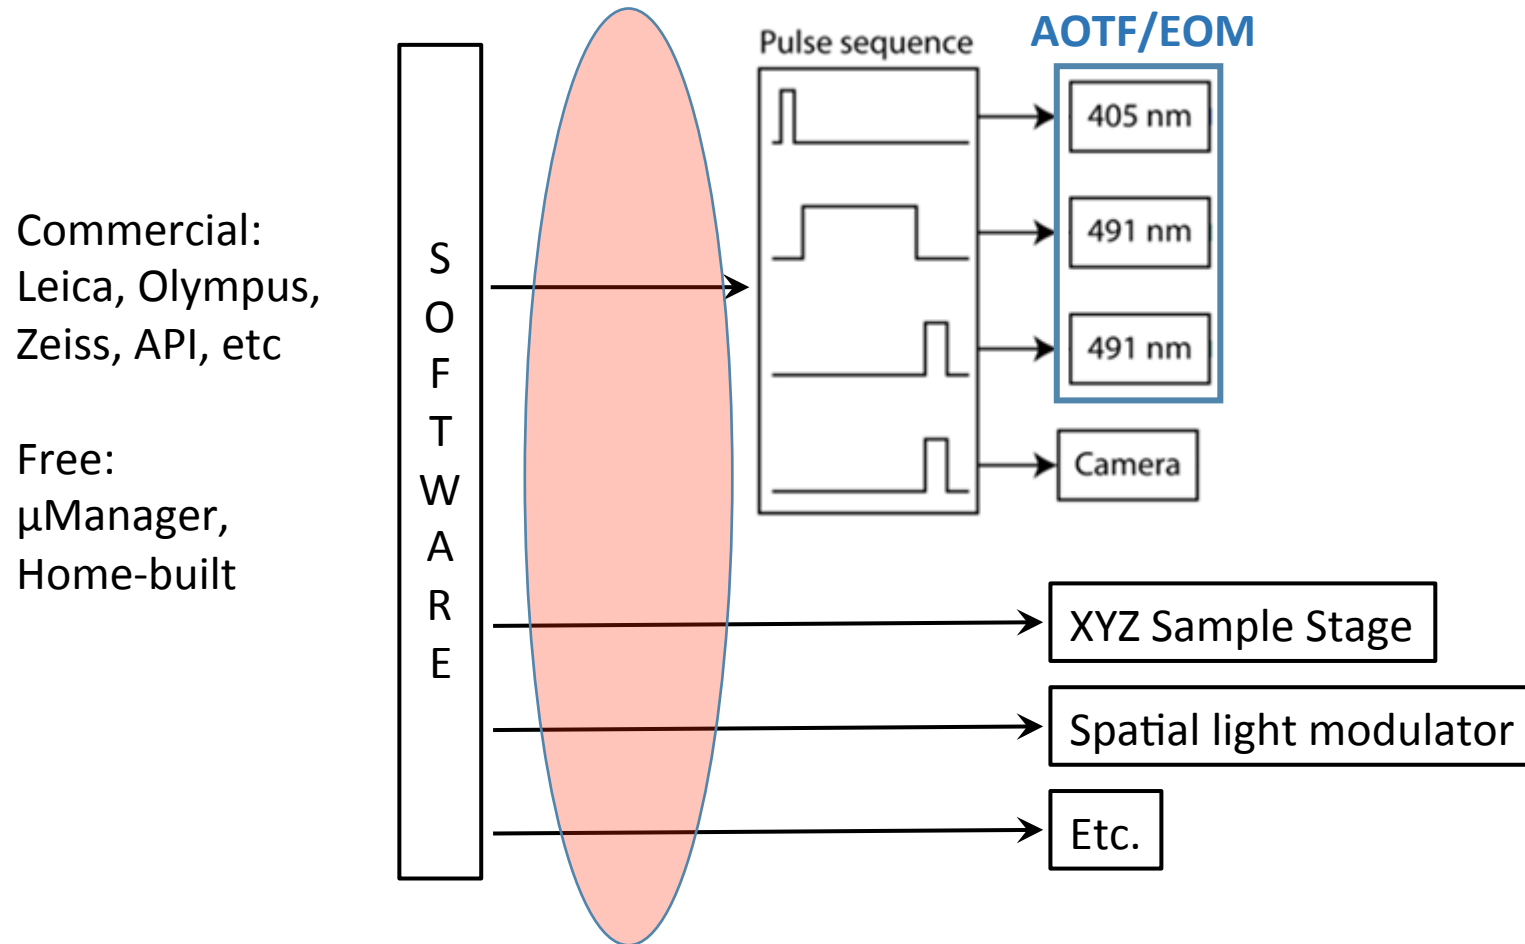 Commercial:
Leica, Olympus,
Zeiss, API, etc
Free:
µManager,
Home-built
S
O
F
T
W
A
R
E
Pulse sequence
AOTF/EOM
405 nm
491 nm
491 nm
Camera
XYZ Sample Stage
Spatial light modulator
Etc.